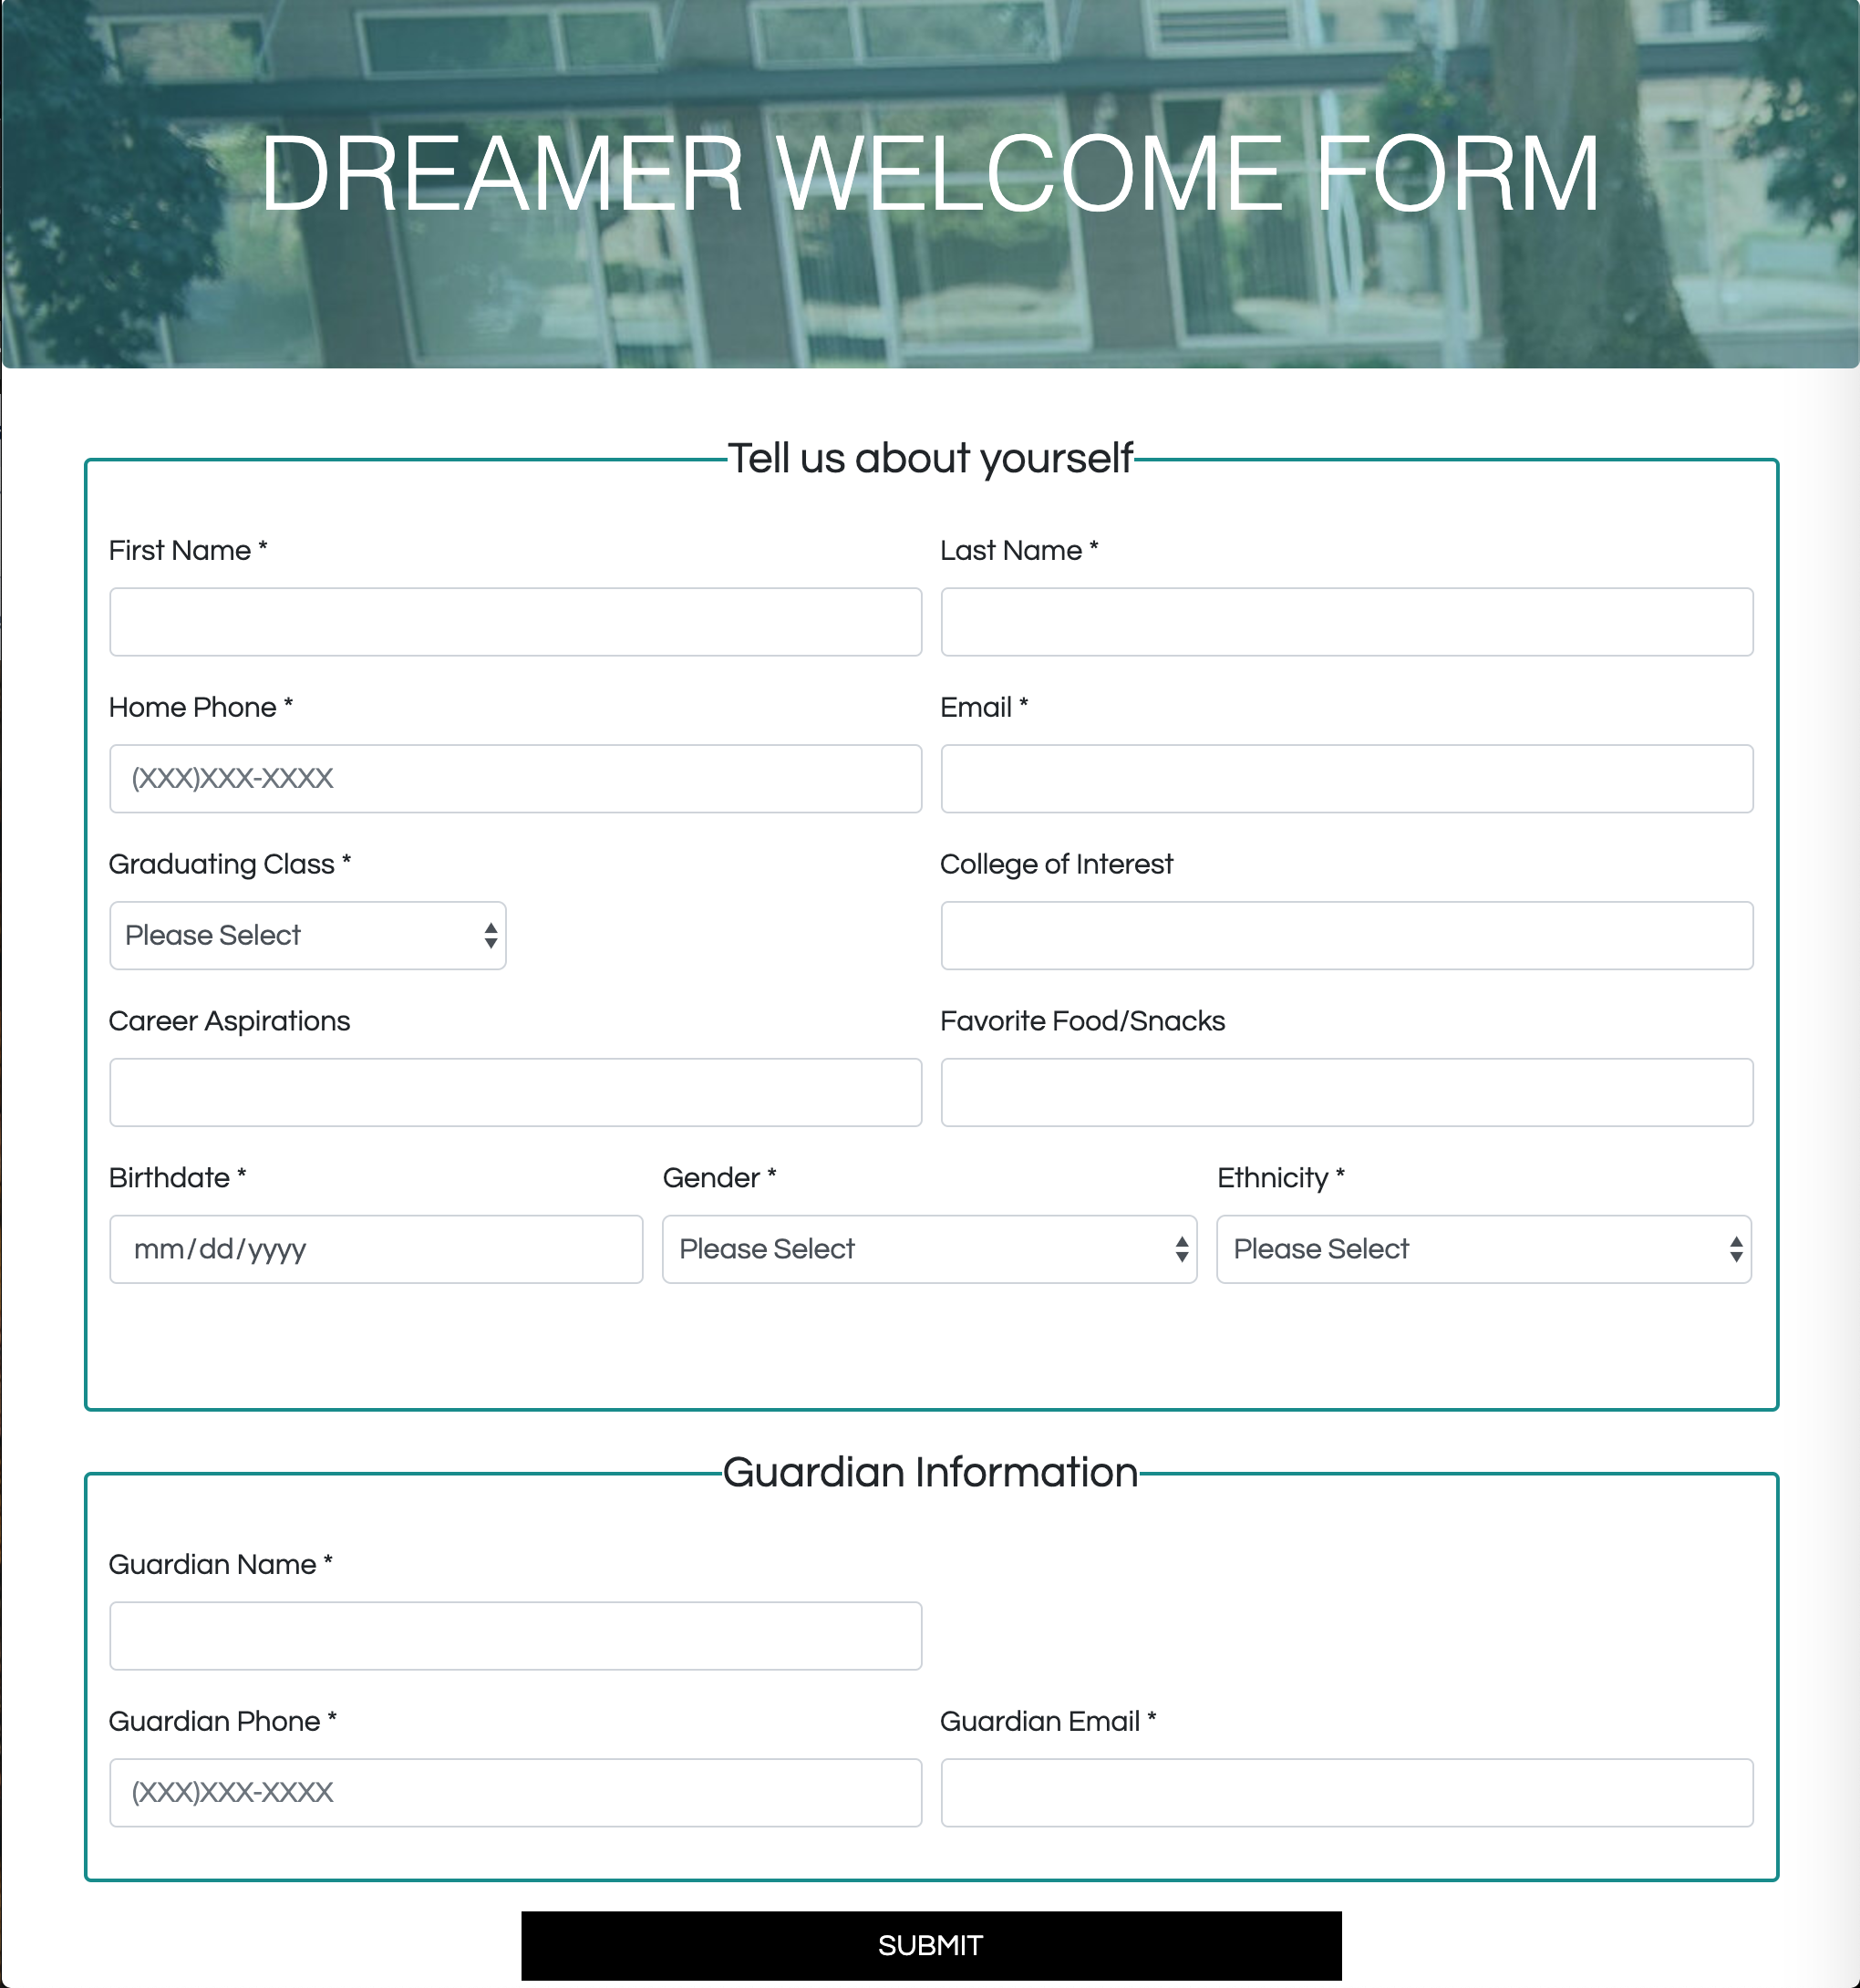 DREAMER WELCOME FORM
Tell us about yourself
First Name *
Last Name *
Home Phone *
Email *
(XXX)XXX-XXXX
Graduating Class *
College of Interest
Please Select
Career Aspirations
Favorite Food/Snacks
Birthdate *
Gender *
Ethnicity *
mm/dd/yyyy
Please Select
Please Select
Guardian Information
Guardian Name *
Guardian Phone *
Guardian Email *
(XXX)XXX-XXXX
SUBMIT